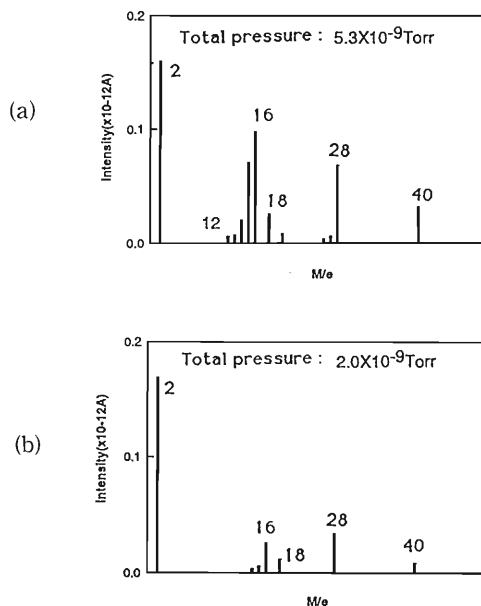 (a)
Total pressure : 5.3X10-9Torr
Intensity(x10-12A)
0.2
0.1
0.0
2
12
16
18
28
40
M/e
(b)
Total pressure : 2.0X10-9Torr
Intensity(x10-12A)
0.2
0.1
0.0
2
16
18
28
40
M/e